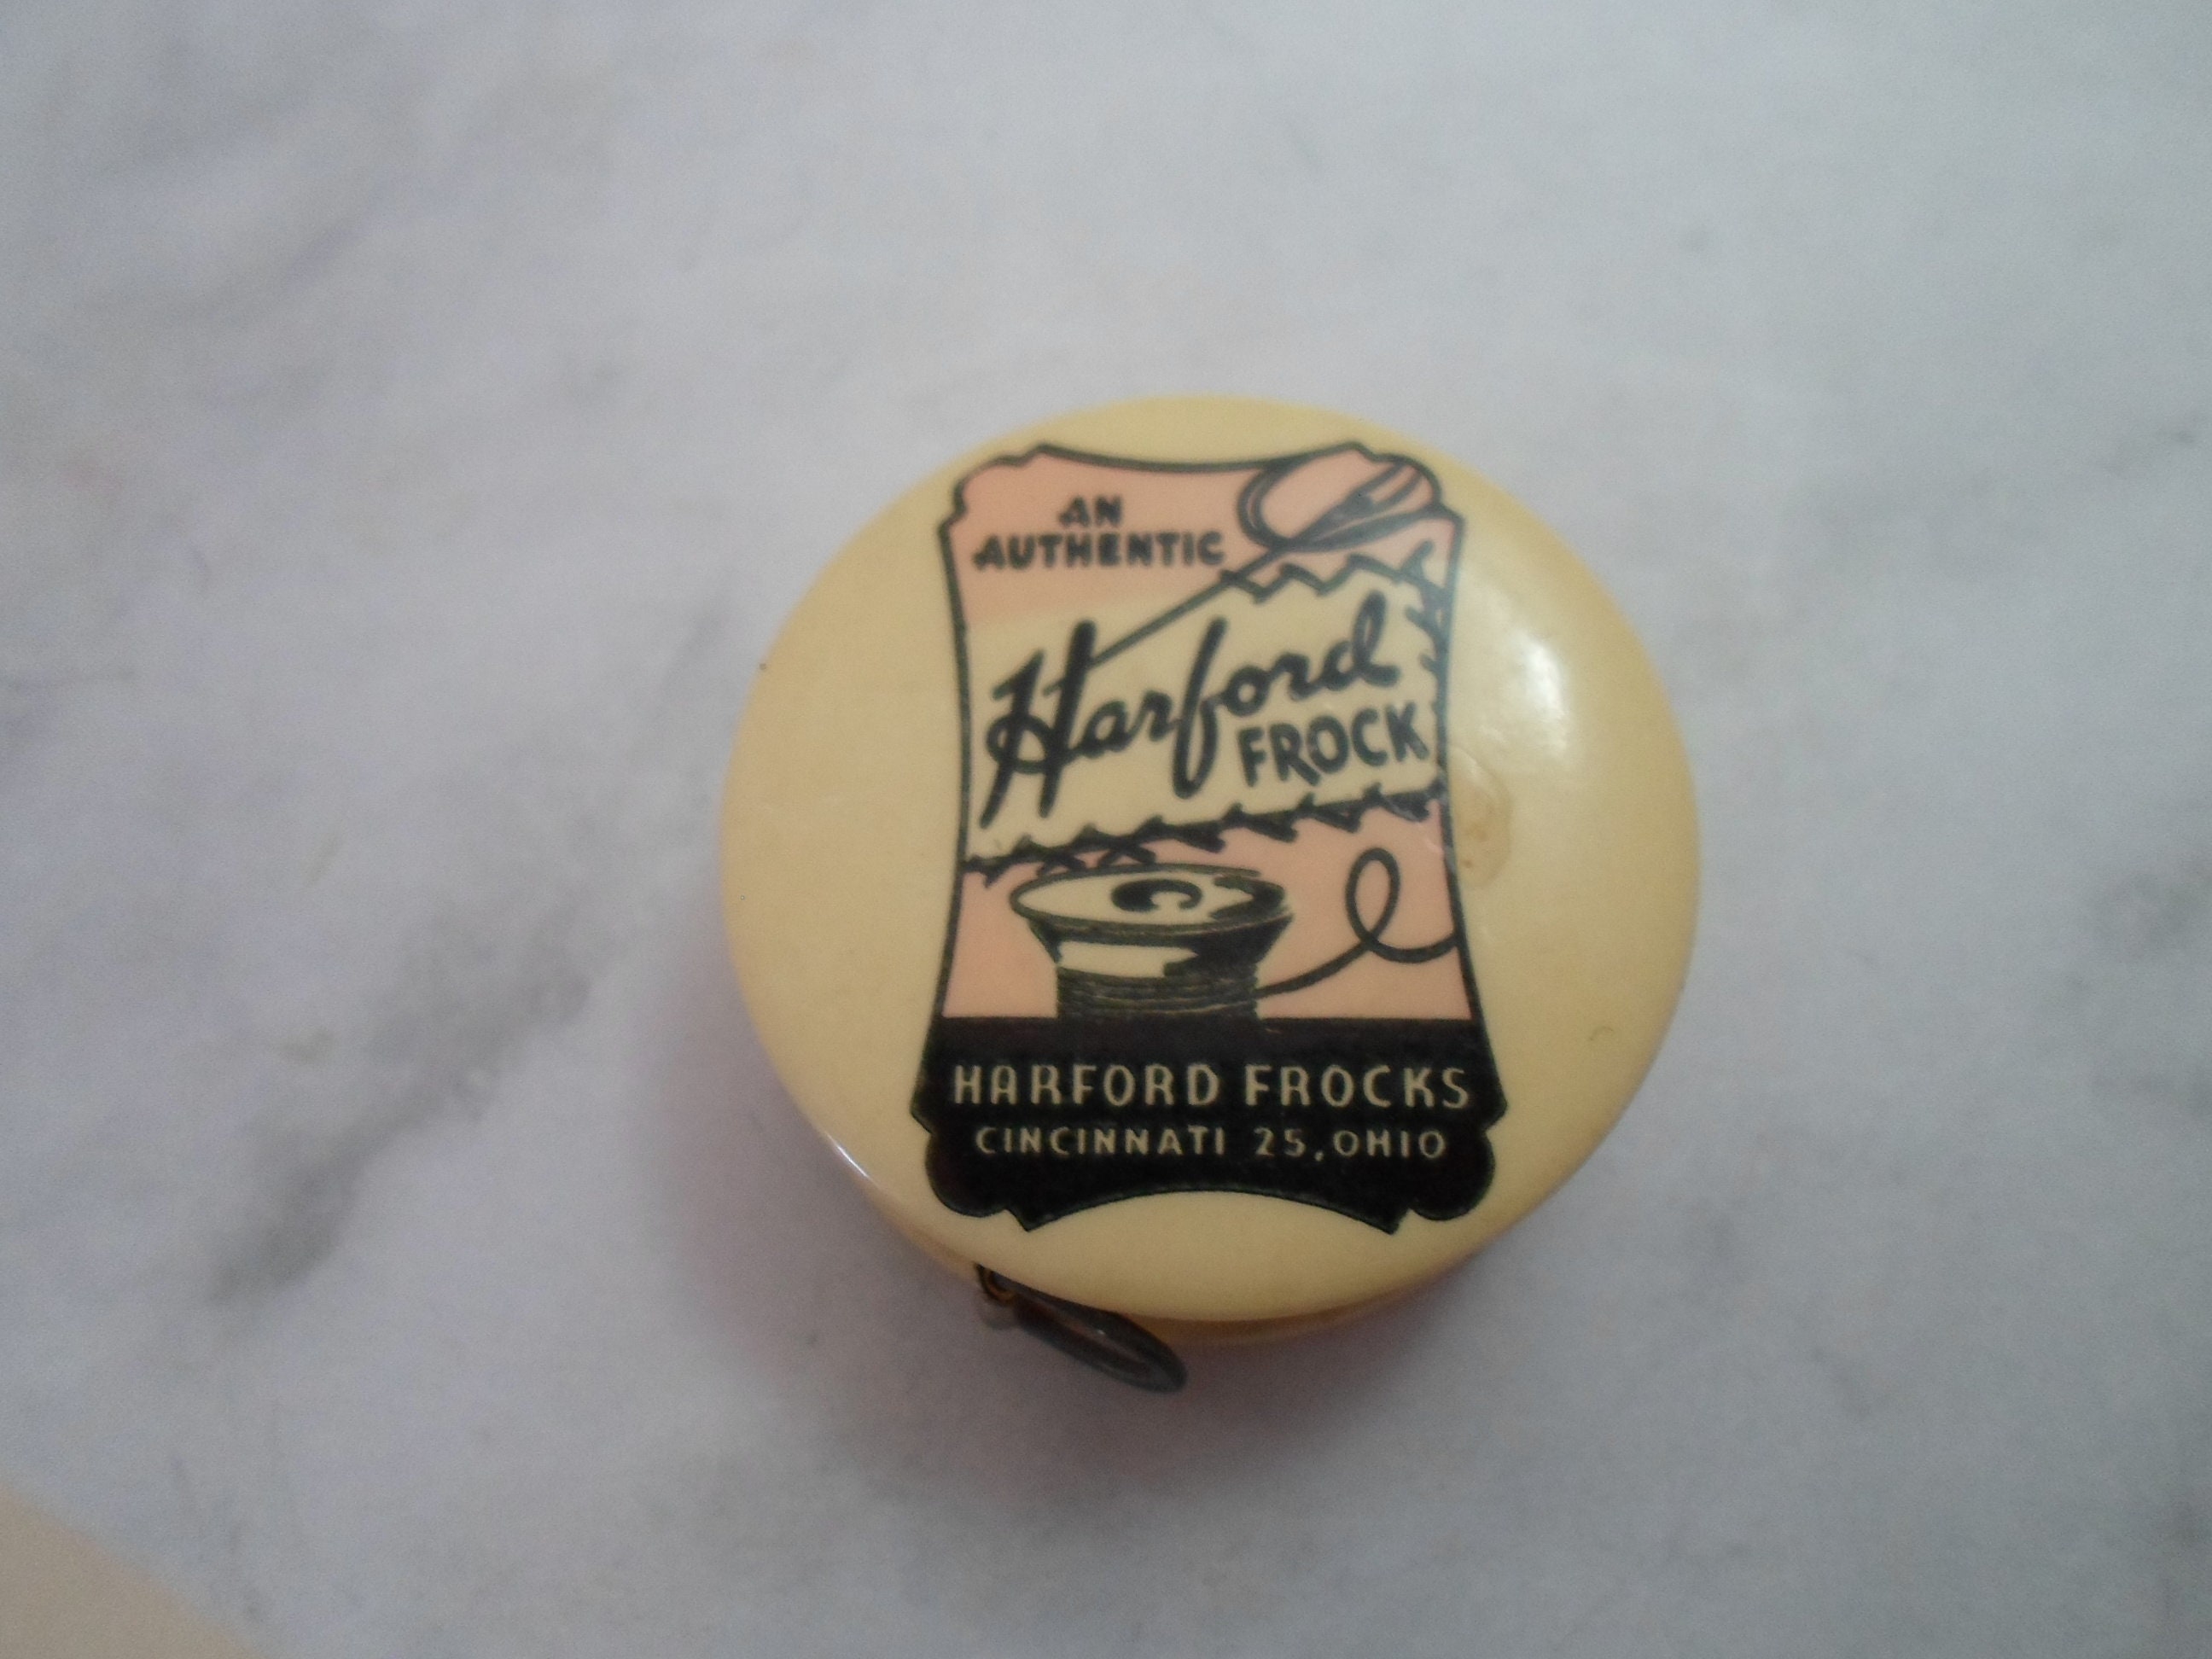 AN
AUTHENTIC
Harford
FROCK
HARFORD FROCKS
CINCINNATI 25, OHIO